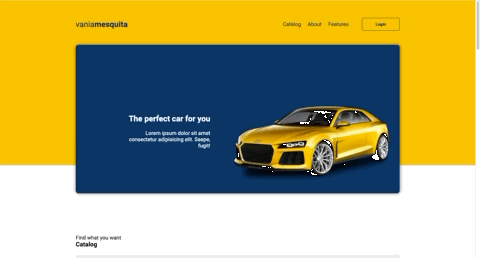 vaniamesquita
Catalog About Features Login
The perfect car for you
Lorem ipsum dolor sit amet
consectetur adipisicing elit. Saepe,
fugit!
Find what you want
Catalog